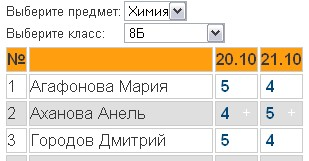 Выберите предмет: Химия
Выберите класс: 8Б
№ 20.10 21.10
1 Агафонова Мария 5 4
2 Аханова Анель 4 + 5 +
3 Городов Дмитрий 5 4